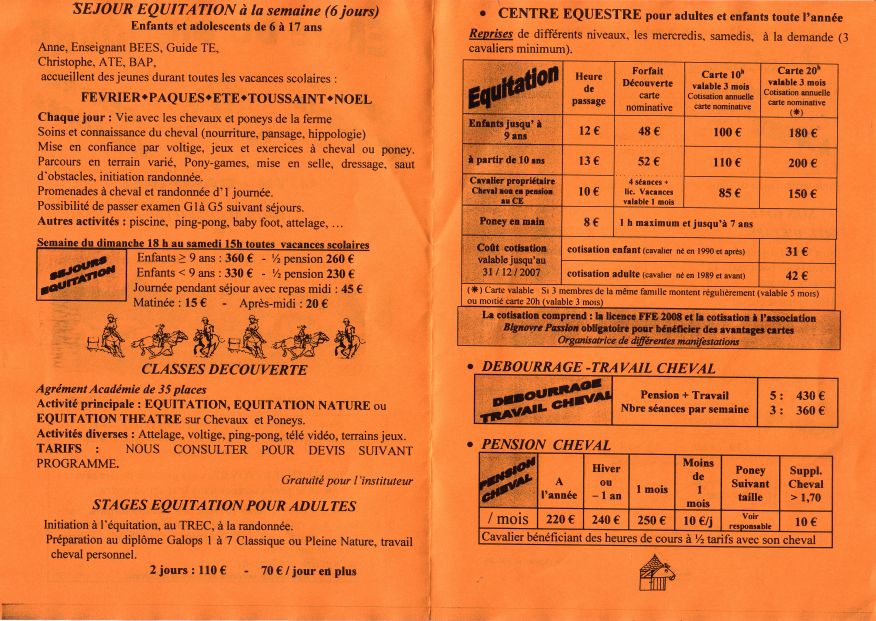 SEJOUR EQUITATION à la semaine (6 jours)
Enfants et adolescents de 6 à 17 ans
Anne, Enseignant BEES, Guide TE,
Christophe, ATE, BAP,
accueillent des jeunes durant toutes les vacances scolaires :
FEVRIER◆PAQUES◆ETE◆TOUSSAINT◆NOEL
Chaque jour : Vie avec les chevaux et poneys de la ferme
Soins et connaissance du cheval (nourriture, pansage, hippologie)
Mise en confiance par voltige, jeux et exercices à cheval ou poney.
Parcours en terrain varié, Pony-games, mise en selle, dressage, saut
d'obstacles, initiation randonnée.
Promenades à cheval et randonnée d'1 journée.
Possibilité de passer examen G1à G5 suivant séjours.
Autres activités : piscine, ping-pong, baby foot, attelage, …
Semaine du dimanche 18 h au samedi 15h toutes vacances scolaires
SEJOURS
EQUITATION
Enfants ≥ 9 ans : 360 € - ½ pension 260 €
Enfants < 9 ans : 330 € - ½ pension 230 €
Journée pendant séjour avec repas midi : 45 €
Matinée : 15 € - Après-midi : 20 €
CLASSES DECOUVERTE
Agrément Académie de 35 places
Activité principale : EQUITATION, EQUITATION NATURE ou
EQUITATION THEATRE sur Chevaux et Poneys.
Activités diverses : Attelage, voltige, ping-pong, télé vidéo, terrains jeux.
TARIFS : NOUS CONSULTER POUR DEVIS SUIVANT
PROGRAMME.
Gratuité pour l'instituteur
STAGES EQUITATION POUR ADULTES
Initiation à l'équitation, au TREC, à la randonnée.
Préparation au diplôme Galops 1 à 7 Classique ou Pleine Nature, travail
cheval personnel.
2 jours : 110 € - 70 € / jour en plus
• CENTRE EQUESTRE pour adultes et enfants toute l'année
Reprises de différents niveaux, les mercredis, samedis, à la demande (3
cavaliers minimum).
Equitation
Heure
de
passage
Forfait
Découverte
carte
nominative
Carte 10h
valable 3 mois
Cotisation annuelle
carte nominative
Carte 20h
valable 3 mois
Cotisation annuelle
carte nominative
(✱)
Enfants jusqu' à
9 ans
12 €
48 €
100 €
180 €
à partir de 10 ans
13 €
52 €
110 €
200 €
Cavalier propriétaire
Cheval non en pension
au CE
10 €
4 séances +
lic. Vacances
valable 1 mois
85 €
150 €
Poney en main
8 €
1 h maximum et jusqu'à 7 ans
Coût cotisation
valable jusqu'au
31 / 12 / 2007
cotisation enfant (cavalier né en 1990 et après)
31 €
cotisation adulte (cavalier né en 1989 et avant)
42 €
(✱) Carte valable Si 3 membres de la même famille montent régulièrement (valable 5 mois)
ou moitié carte 20h (valable 3 mois)
La cotisation comprend : la licence FFE 2008 et la cotisation à l'association
Bignovre Passion obligatoire pour bénéficier des avantages cartes
Organisatrice de différentes manifestations
• DEBOURRAGE -TRAVAIL CHEVAL
DEBOURRAGE
TRAVAIL CHEVAL
Pension + Travail
Nbre séances par semaine
5 : 430 €
3 : 360 €
• PENSION CHEVAL
PENSION
CHEVAL
A
l'année
Hiver
ou
– 1 an
1 mois
Moins
de
1
mois
Poney
Suivant
taille
Suppl.
Cheval
> 1,70
/ mois
220 €
240 €
250 €
10 €/j
Voir
responsable
10 €
Cavalier bénéficiant des heures de cours à ½ tarifs avec son cheval